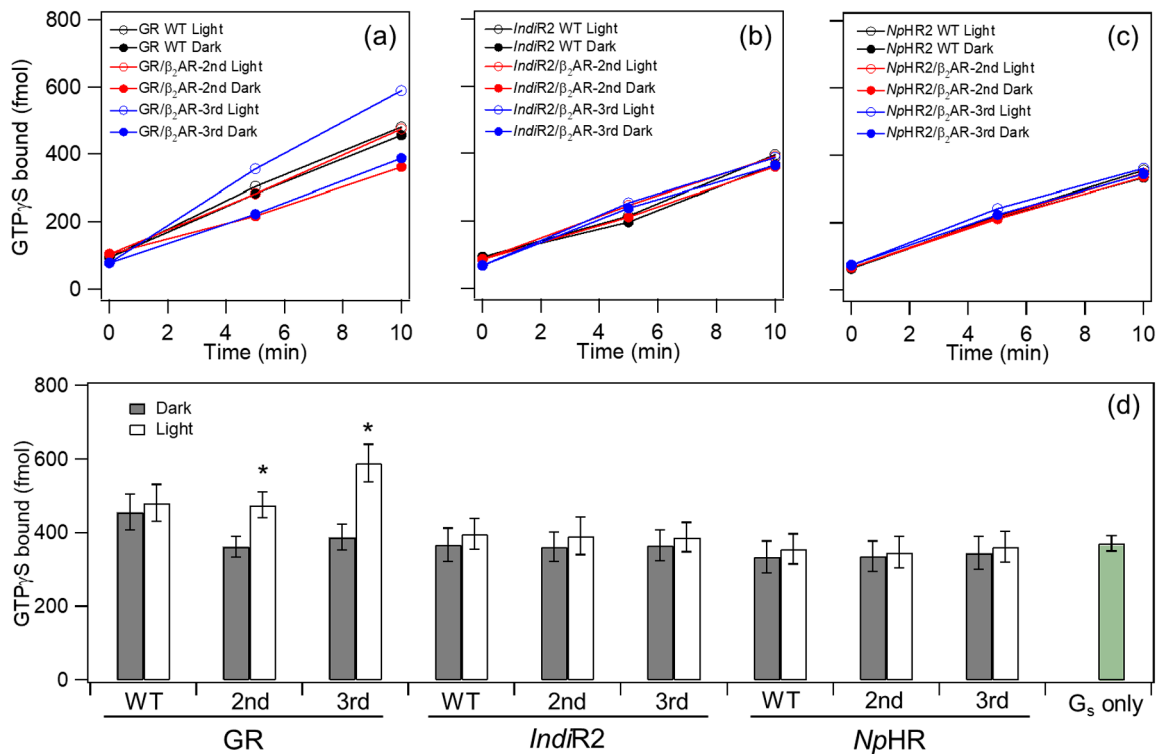 GTPγS bound (fmol)
800
600
400
200
0
(a)
GR WT Light
GR WT Dark
GR/β₂AR-2nd Light
GR/β₂AR-2nd Dark
GR/β₂AR-3rd Light
GR/β₂AR-3rd Dark
0 2 4 6 8 10
Time (min)
(b)
IndiR2 WT Light
IndiR2 WT Dark
IndiR2/β₂AR-2nd Light
IndiR2/β₂AR-2nd Dark
IndiR2/β₂AR-3rd Light
IndiR2/β₂AR-3rd Dark
0 2 4 6 8 10
Time (min)
(c)
NpHR2 WT Light
NpHR2 WT Dark
NpHR2/β₂AR-2nd Light
NpHR2/β₂AR-2nd Dark
NpHR2/β₂AR-3rd Light
NpHR2/β₂AR-3rd Dark
0 2 4 6 8 10
Time (min)
GTPγS bound (fmol)
800
600
400
200
0
(d)
Dark
Light
*
*
WT 2nd 3rd WT 2nd 3rd WT 2nd 3rd Gₛ only
GR IndiR2 NpHR